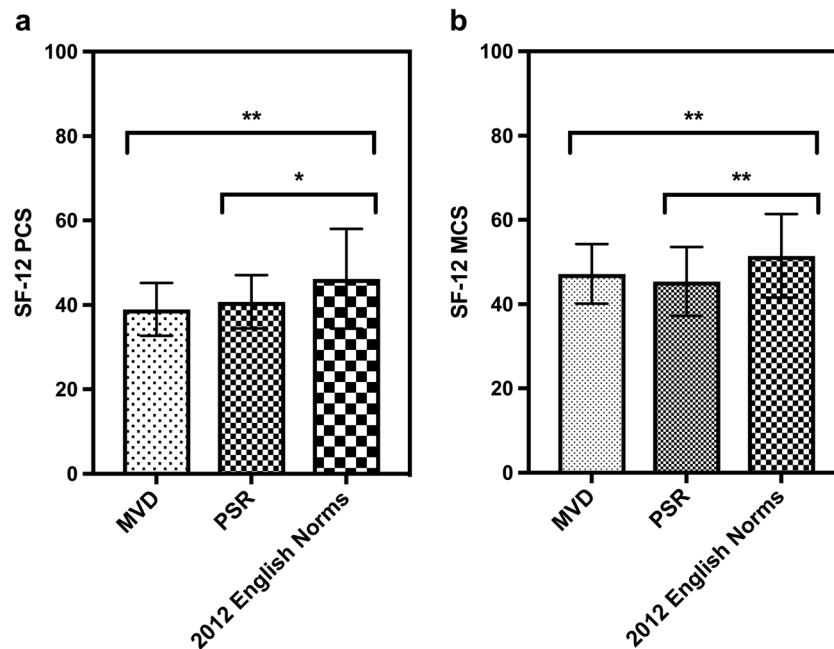 a
SF-12 PCS
100
80
60
40
20
0
**
*
MVD
PSR
2012 English Norms
b
SF-12 MCS
100
80
60
40
20
0
**
**
MVD
PSR
2012 English Norms